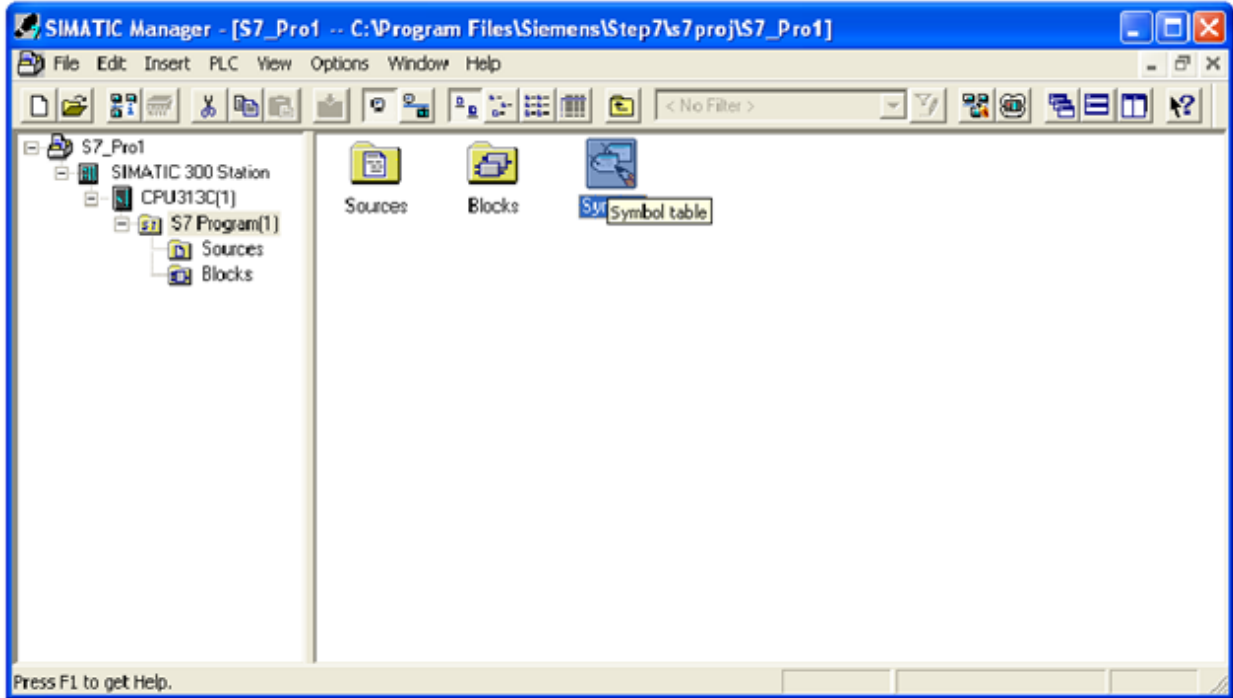 SIMATIC Manager - [S7_Pro1 -- C:\Program Files\Siemens\Step7\s7proj\S7_Pro1]
File Edit Insert PLC View Options Window Help
< No Filter >
S7_Pro1
SIMATIC 300 Station
CPU313C(1)
S7 Program(1)
Sources
Blocks
Sources
Blocks
Symbol table
Press F1 to get Help.